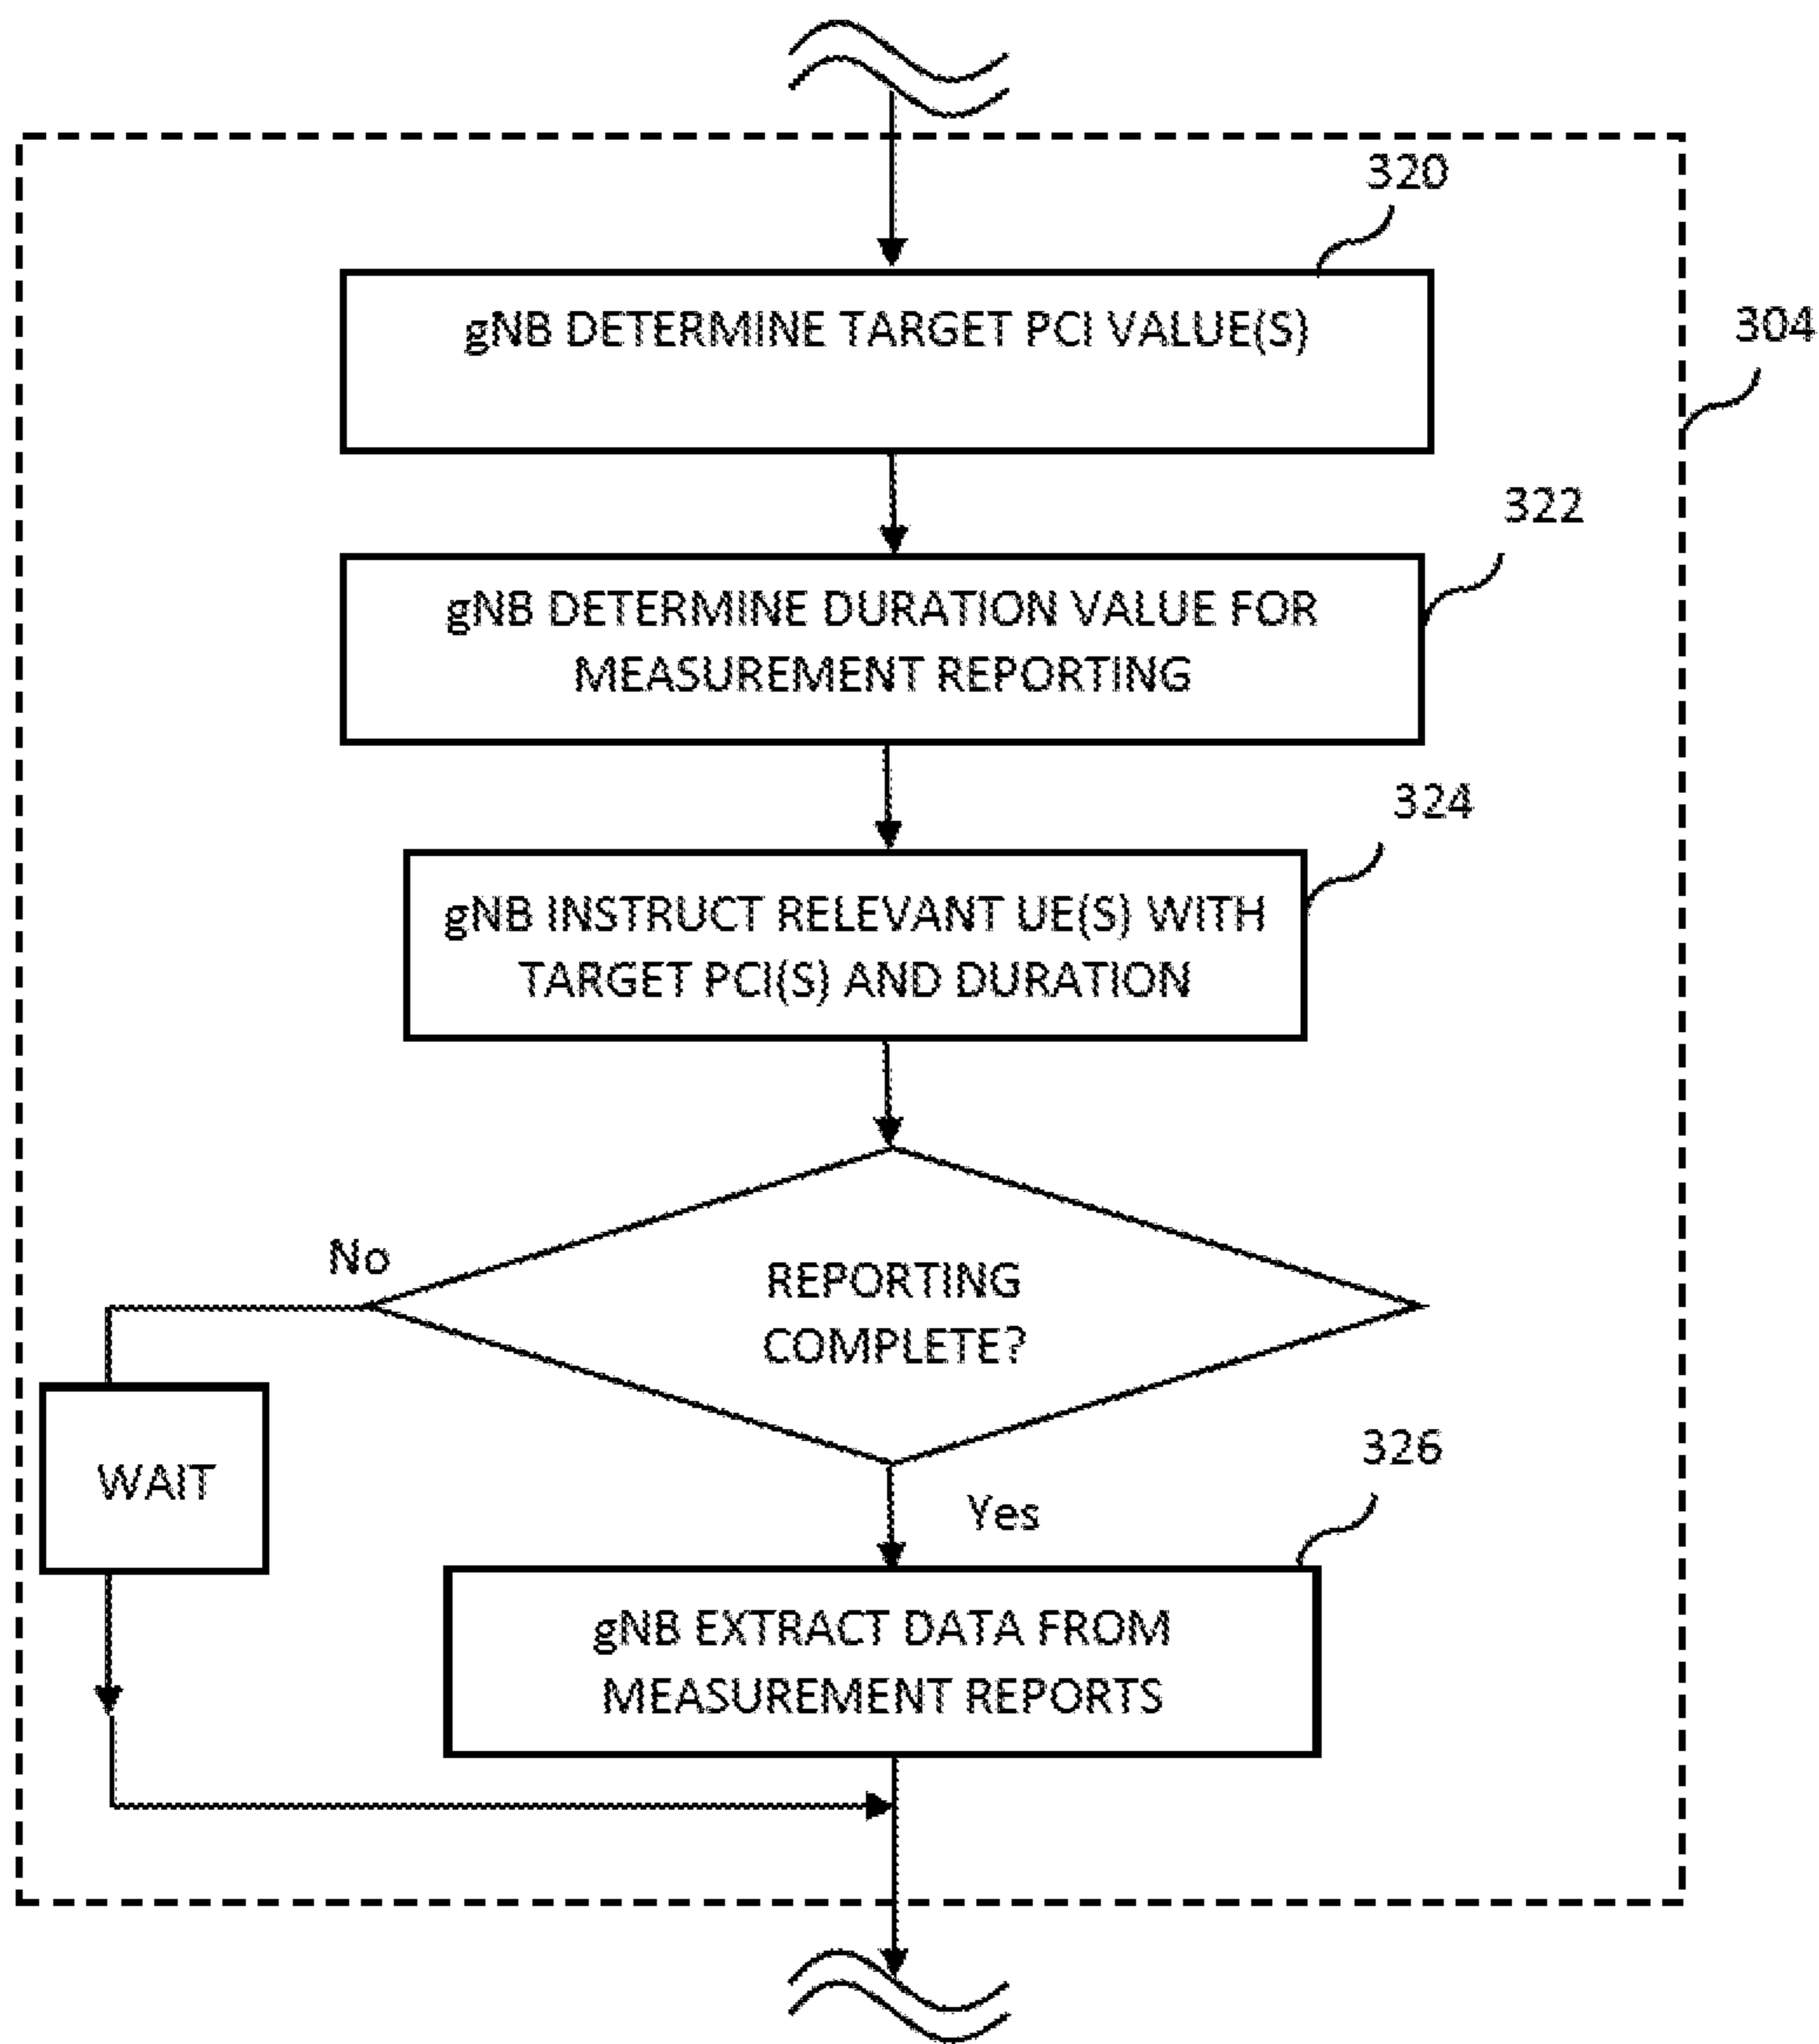 320
gNB DETERMINE TARGET PCI VALUE(S)
304
322
gNB DETERMINE DURATION VALUE FOR
MEASUREMENT REPORTING
324
gNB INSTRUCT RELEVANT UE(S) WITH
TARGET PCI(S) AND DURATION
No
REPORTING
COMPLETE?
326
WAIT
Yes
gNB EXTRACT DATA FROM
MEASUREMENT REPORTS